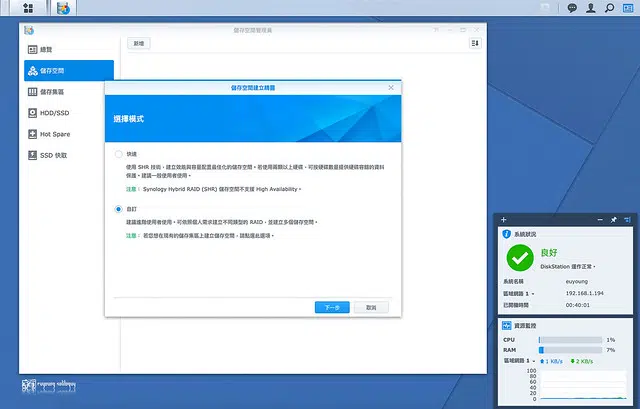 儲存空間管理員
總覽
儲存空間
儲存集區
HDD/SSD
Hot Spare
SSD 快取
新增
儲存空間建立精靈
選擇模式
快速
使用 SHR 技術，建立效能與容量配置最佳化的儲存空間。若使用兩顆以上硬碟，可按硬碟數量提供硬碟容錯的資料
保護。建議一般使用者使用。
注意： Synology Hybrid RAID (SHR) 儲存空間不支援 High Availability。
自訂
建議進階使用者使用。可依照個人需求建立不同類型的 RAID，並建立多個儲存空間。
注意： 若您想在現有的儲存集區上建立儲存空間，請點選此選項。
下一步
取消
系統狀況
良好
DiskStation 運作正常。
系統名稱 euyoung
區域網路 1 192.168.1.194
已開機時間 00:40:01
資源監控
CPU 1%
RAM 7%
區域網路 1 1 KB/s 2 KB/s
100
80
60
40
20
0
euyoung soliloquy